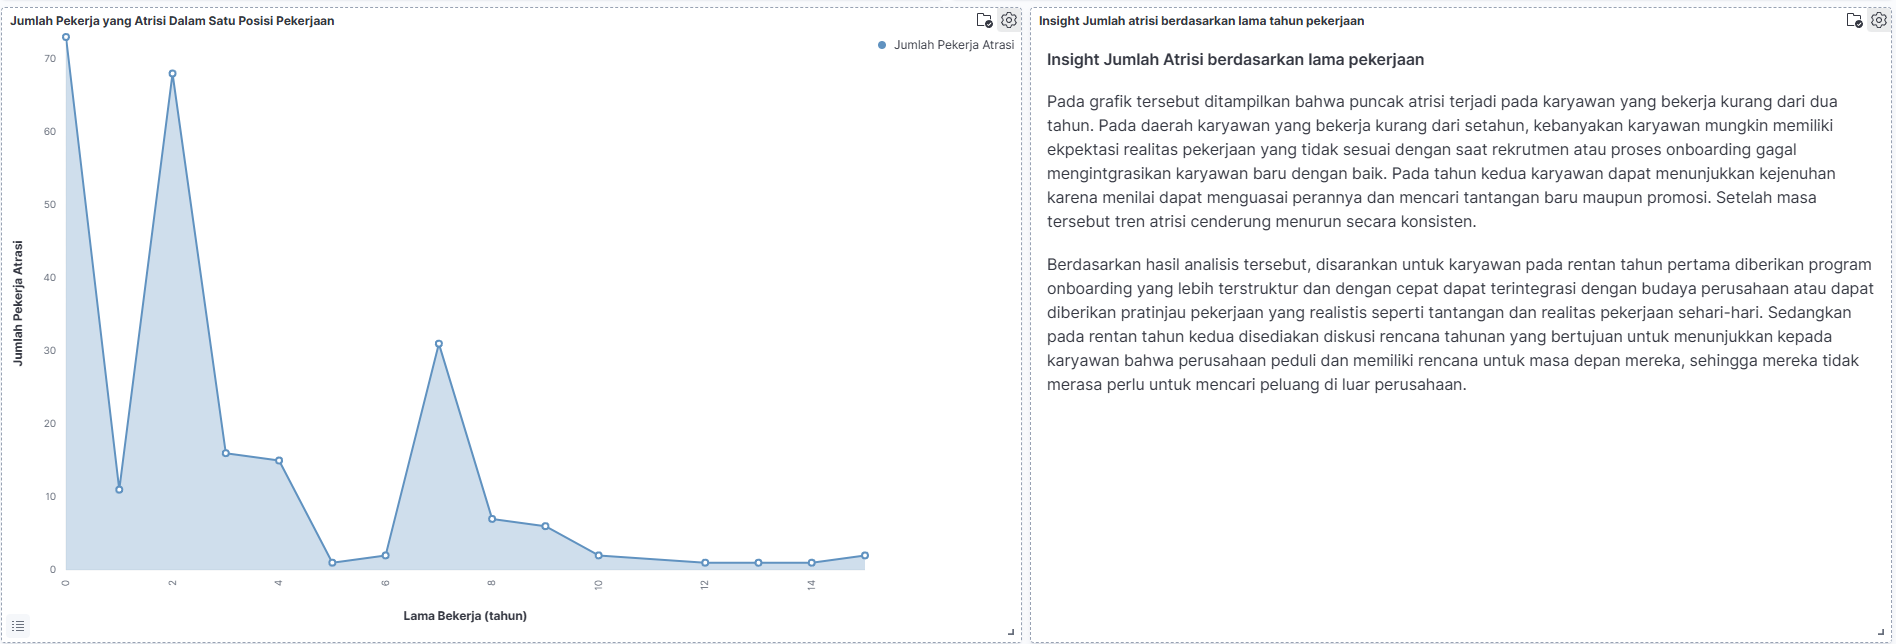 Jumlah Pekerja yang Atrisi Dalam Satu Posisi Pekerjaan
Jumlah Pekerja Atrasi
70
60
50
40
30
20
10
0
Jumlah Pekerja Atrasi
0
2
4
6
8
10
12
14
Lama Bekerja (tahun)
Insight Jumlah atrisi berdasarkan lama tahun pekerjaan
Insight Jumlah Atrisi berdasarkan lama pekerjaan
Pada grafik tersebut ditampilkan bahwa puncak atrisi terjadi pada karyawan yang bekerja kurang dari dua
tahun. Pada daerah karyawan yang bekerja kurang dari setahun, kebanyakan karyawan mungkin memiliki
ekpektasi realitas pekerjaan yang tidak sesuai dengan saat rekrutmen atau proses onboarding gagal
mengintgrasikan karyawan baru dengan baik. Pada tahun kedua karyawan dapat menunjukkan kejenuhan
karena menilai dapat menguasai perannya dan mencari tantangan baru maupun promosi. Setelah masa
tersebut tren atrisi cenderung menurun secara konsisten.
Berdasarkan hasil analisis tersebut, disarankan untuk karyawan pada rentan tahun pertama diberikan program
onboarding yang lebih terstruktur dan dengan cepat dapat terintegrasi dengan budaya perusahaan atau dapat
diberikan pratinjau pekerjaan yang realistis seperti tantangan dan realitas pekerjaan sehari-hari. Sedangkan
pada rentan tahun kedua disediakan diskusi rencana tahunan yang bertujuan untuk menunjukkan kepada
karyawan bahwa perusahaan peduli dan memiliki rencana untuk masa depan mereka, sehingga mereka tidak
merasa perlu untuk mencari peluang di luar perusahaan.